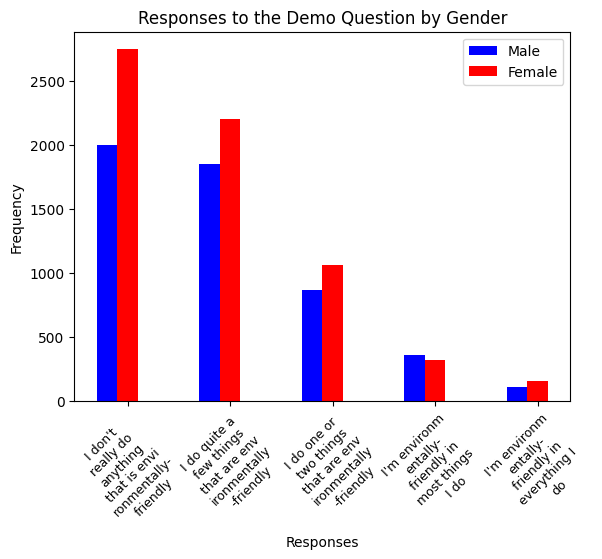 Responses to the Demo Question by Gender
Male
Female
Frequency
2500
2000
1500
1000
500
0
I don't
really do
anything
that is envi
ronmentally-
friendly
I do quite a
few things
that are env
ironmentally
-friendly
I do one or
two things
that are env
ironmentally
-friendly
I'm environm
entally-
friendly in
most things
I do
I'm environm
entally-
friendly in
everything I
do
Responses